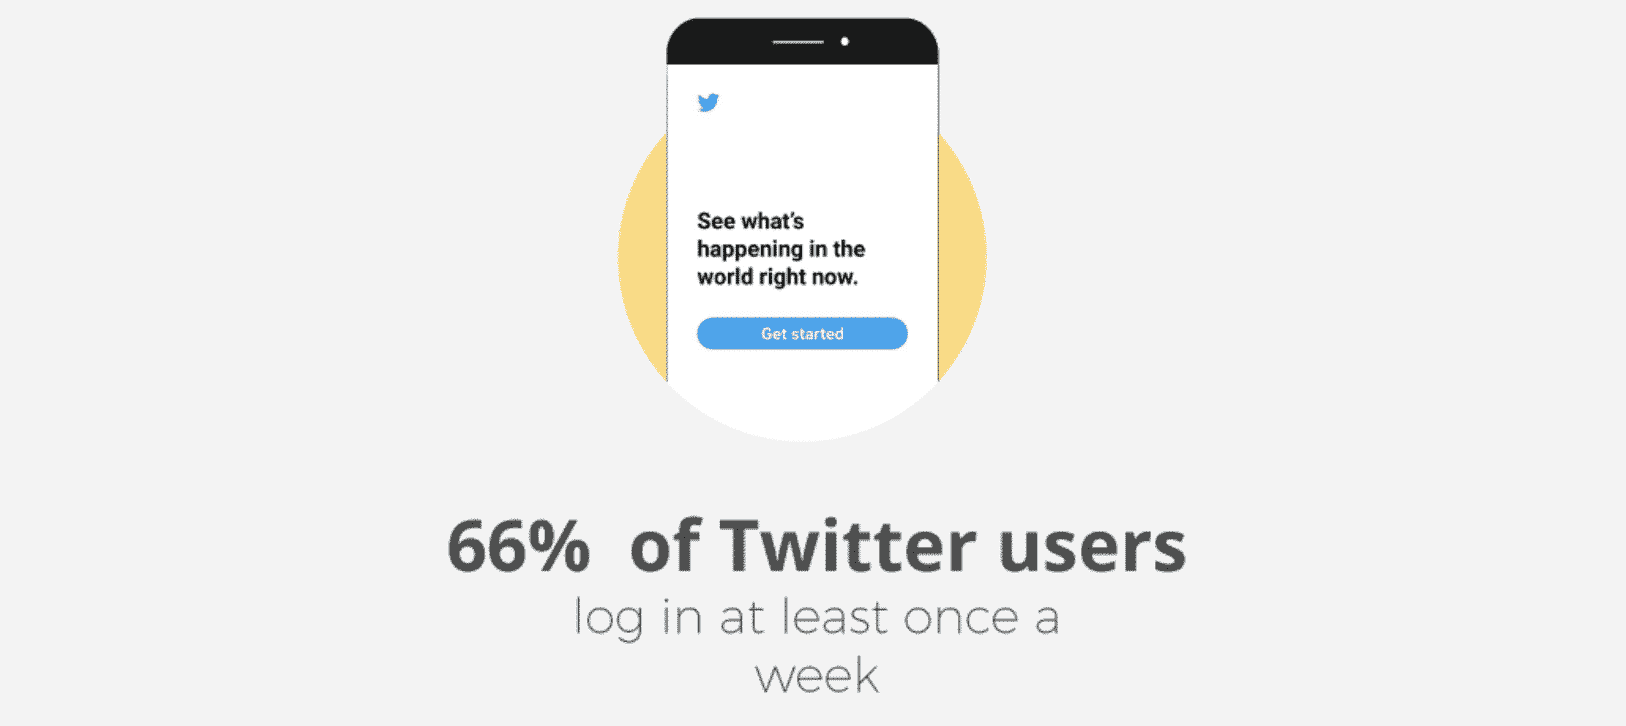 See what's
happening in the
world right now.
Get started
66% of Twitter users
log in at least once a
week